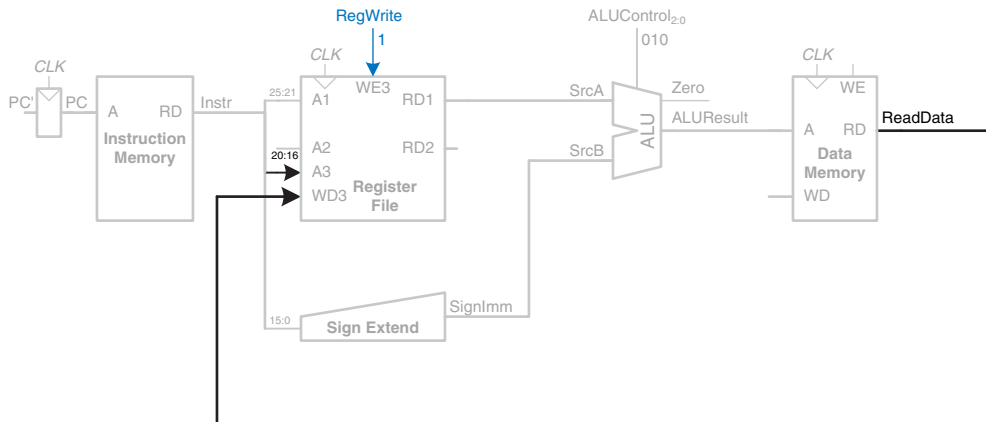 RegWrite
1
ALUControl2:0
010
CLK
CLK
CLK
PC'
PC
A
RD
Instruction
Memory
Instr
25:21
20:16
15:0
A1
A2
A3
WD3
WE3
RD1
RD2
Register
File
Sign Extend
SignImm
SrcA
SrcB
ALU
Zero
ALUResult
WE
A
RD
Data
Memory
WD
ReadData